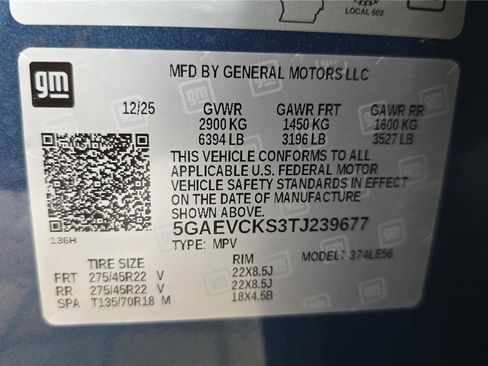 LOCAL 602
gm
MFD BY GENERAL MOTORS LLC
12/25 GVWR GAWR FRT GAWR RR
2900 KG 1450 KG 1600 KG
6394 LB 3196 LB 3527 LB
THIS VEHICLE CONFORMS TO ALL
APPLICABLE U.S. FEDERAL MOTOR
VEHICLE SAFETY STANDARDS IN EFFECT
ON THE DATE OF MANUFACTURE
SHOWN ABOVE.
5GAEVCKS3TJ239677
136H
TYPE: MPV MODEL: 374LE56
TIRE SIZE RIM
FRT 275/45R22 V 22X8.5J
RR 275/45R22 V 22X8.5J
SPA T135/70R18 M 18X4.5B